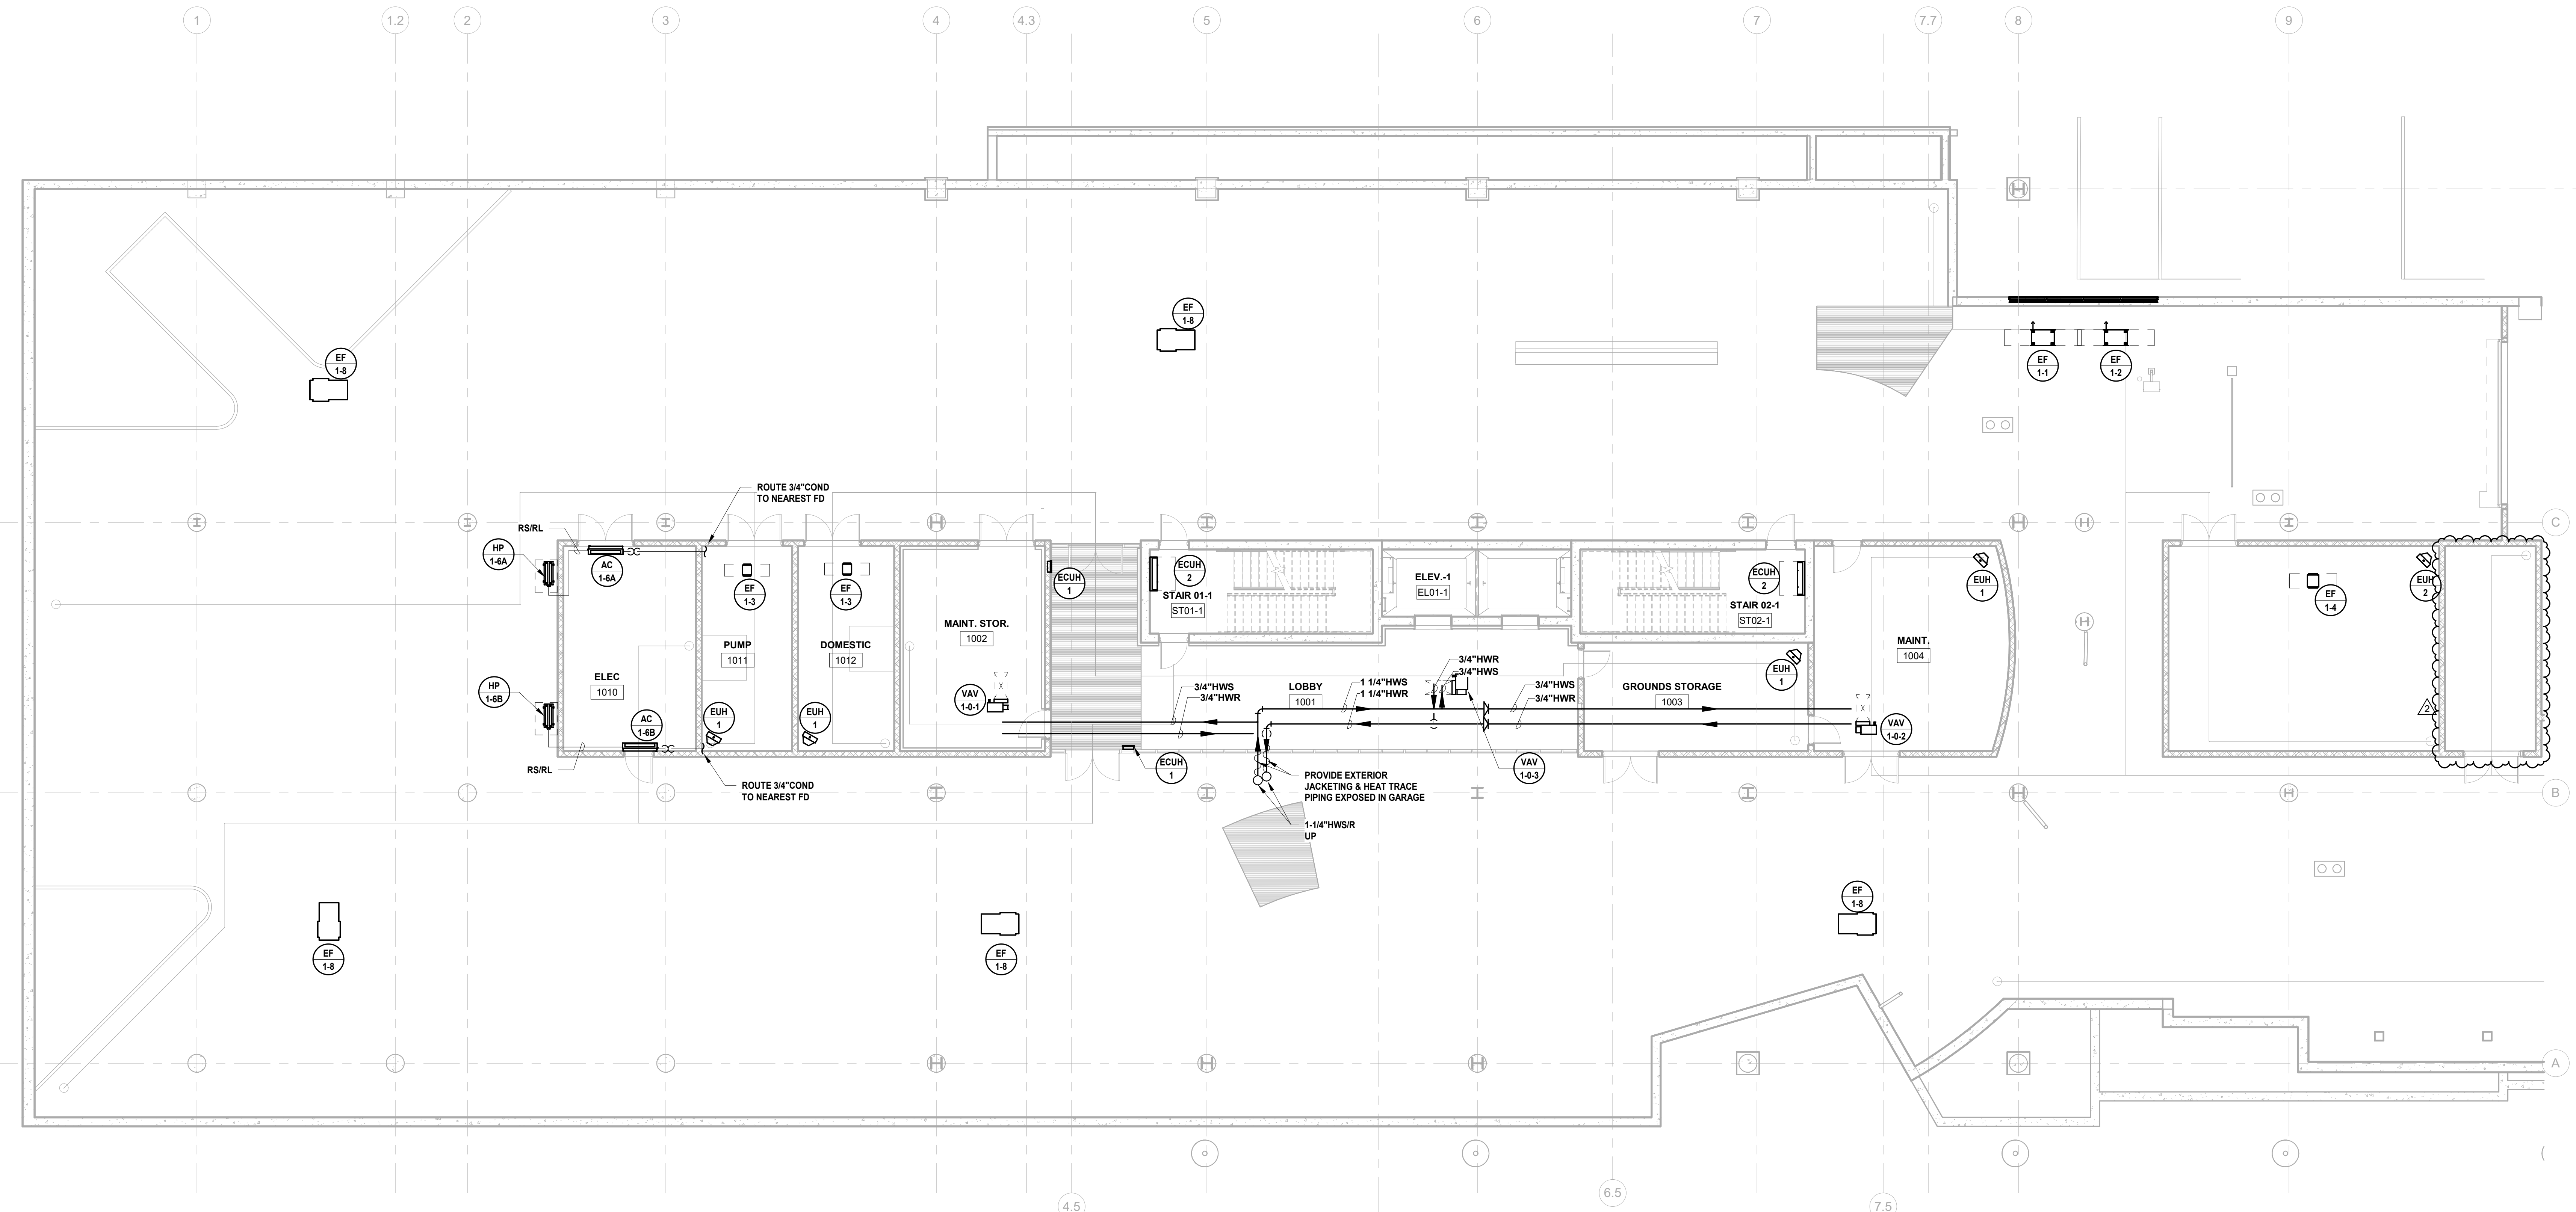 1
1.2
2
3
4
4.3
5
6
7
7.7
8
9
EF
1-8
EF
1-8
EF
1-1
EF
1-2
ROUTE 3/4"COND
TO NEAREST FD
RS/RL
HP
1-6A
AC
1-6A
EF
1-3
EF
1-3
ECUH
1
ECUH
2
STAIR 01-1
ST01-1
ELEV.-1
EL01-1
ECUH
2
STAIR 02-1
ST02-1
EUH
1
EF
1-4
EUH
2
C
MAINT. STOR.
1002
PUMP
1011
DOMESTIC
1012
MAINT.
1004
ELEC
1010
HP
1-6B
VAV
1-0-1
AC
1-6B
EUH
1
EUH
1
3/4"HWS
3/4"HWR
LOBBY
1001
1 1/4"HWS
1 1/4"HWR
3/4"HWR
3/4"HWS
3/4"HWS
3/4"HWR
GROUNDS STORAGE
1003
EUH
1
VAV
1-0-2
2
RS/RL
ROUTE 3/4"COND
TO NEAREST FD
ECUH
1
VAV
1-0-3
PROVIDE EXTERIOR
JACKETING & HEAT TRACE
PIPING EXPOSED IN GARAGE
1-1/4"HWS/R
UP
B
EF
1-8
EF
1-8
EF
1-8
A
4.5
6.5
7.5